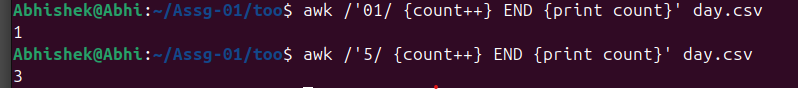 Abhishek@Abhi:~/Assg-01/too$ awk /'01/ {count++} END {print count}' day.csv
1
Abhishek@Abhi:~/Assg-01/too$ awk /'5/ {count++} END {print count}' day.csv
3